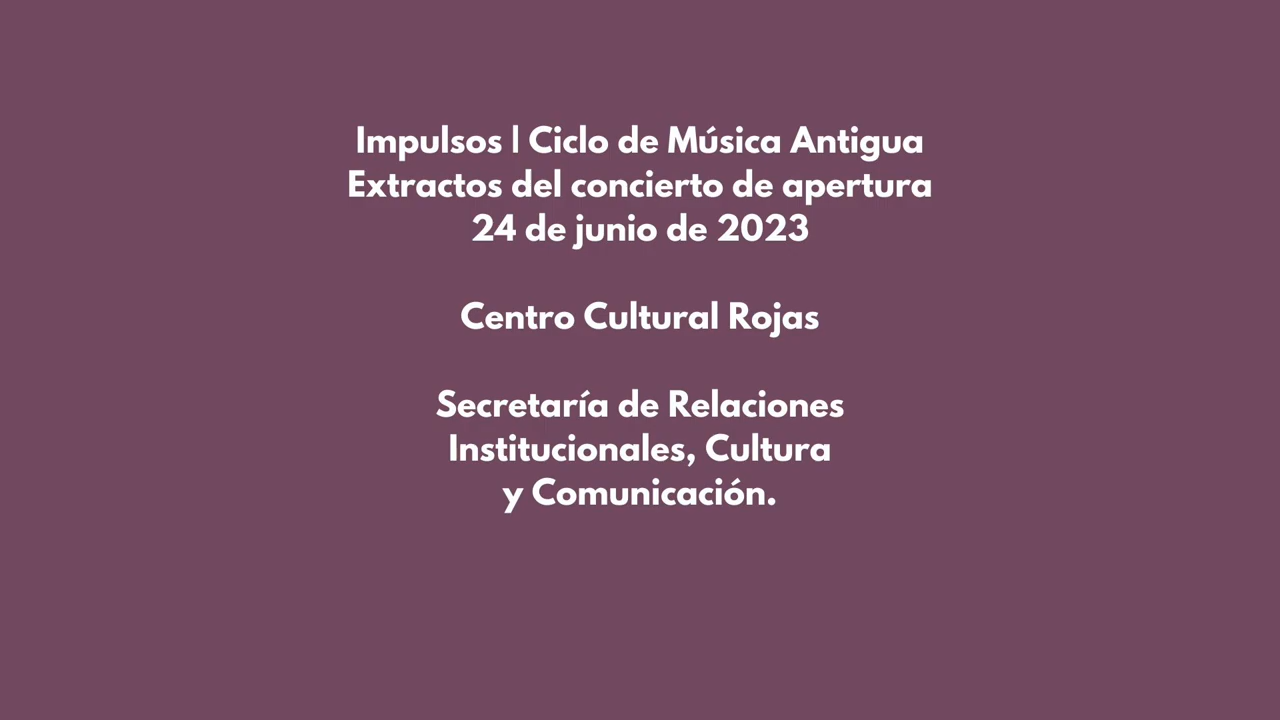 Impulsos | Ciclo de Música Antigua
Extractos del concierto de apertura
24 de junio de 2023
Centro Cultural Rojas
Secretaría de Relaciones
Institucionales, Cultura
y Comunicación.